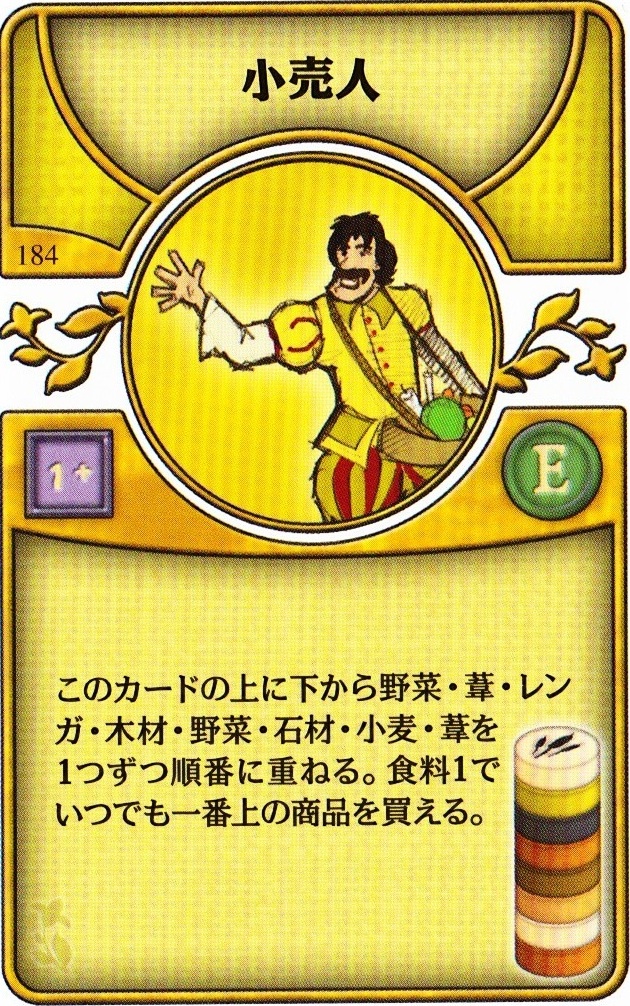 小売人
184
1+
E
このカードの上に下から野菜・葦・レン
ガ・木材・野菜・石材・小麦・葦を
1つずつ順番に重ねる。食料1で
いつでも一番上の商品を買える。